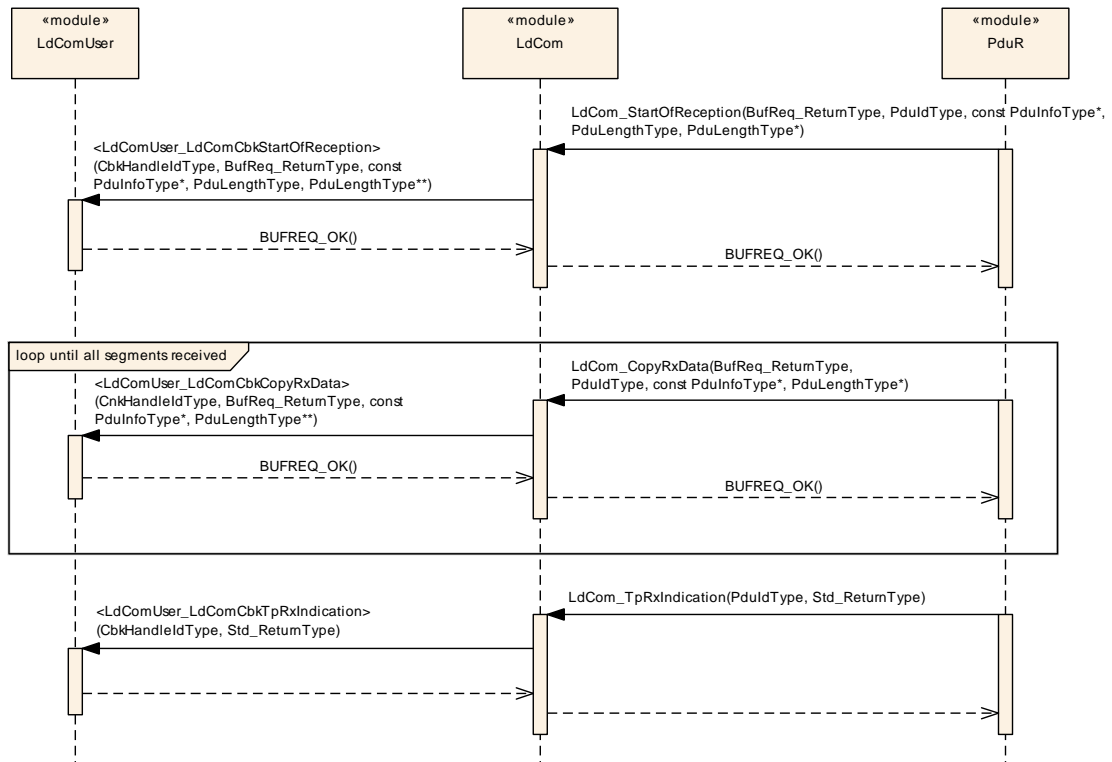 «module»
LdComUser
«module»
LdCom
«module»
PduR
LdCom_StartOfReception(BufReq_ReturnType, PduIdType, const PduInfoType*,
PduLengthType, PduLengthType*)
<LdComUser_LdComCbkStartOfReception>
(CbkHandleIdType, BufReq_ReturnType, const
PduInfoType*, PduLengthType, PduLengthType**)
BUFREQ_OK()
BUFREQ_OK()
loop until all segments received
LdCom_CopyRxData(BufReq_ReturnType,
PduIdType, const PduInfoType*, PduLengthType*)
<LdComUser_LdComCbkCopyRxData>
(CnkHandleIdType, BufReq_ReturnType, const
PduInfoType*, PduLengthType**)
BUFREQ_OK()
BUFREQ_OK()
LdCom_TpRxIndication(PduIdType, Std_ReturnType)
<LdComUser_LdComCbkTpRxIndication>
(CbkHandleIdType, Std_ReturnType)